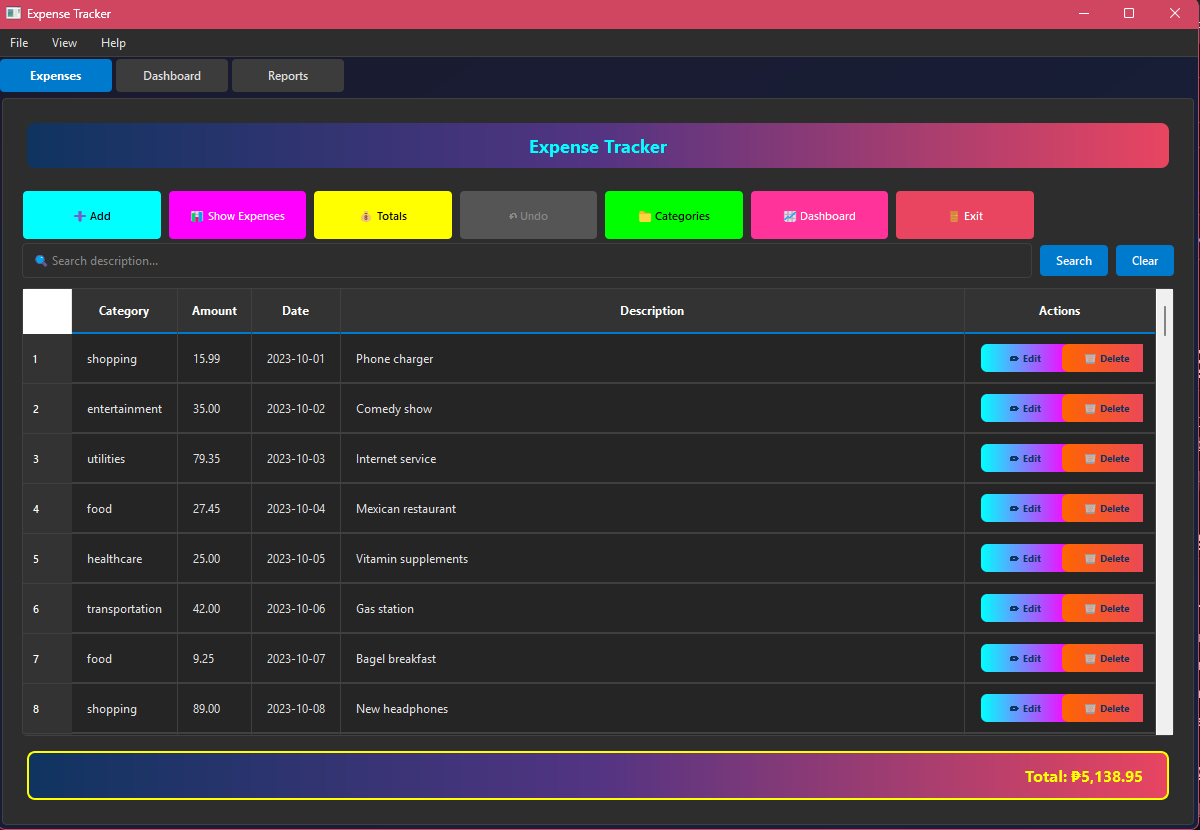 Expense Tracker
File View Help
Expenses Dashboard Reports
Expense Tracker
Add Show Expenses Totals Undo Categories Dashboard Exit
Search description... Search Clear
Category Amount Date Description Actions
1 shopping 15.99 2023-10-01 Phone charger Edit Delete
2 entertainment 35.00 2023-10-02 Comedy show Edit Delete
3 utilities 79.35 2023-10-03 Internet service Edit Delete
4 food 27.45 2023-10-04 Mexican restaurant Edit Delete
5 healthcare 25.00 2023-10-05 Vitamin supplements Edit Delete
6 transportation 42.00 2023-10-06 Gas station Edit Delete
7 food 9.25 2023-10-07 Bagel breakfast Edit Delete
8 shopping 89.00 2023-10-08 New headphones Edit Delete
Total: ₱5,138.95